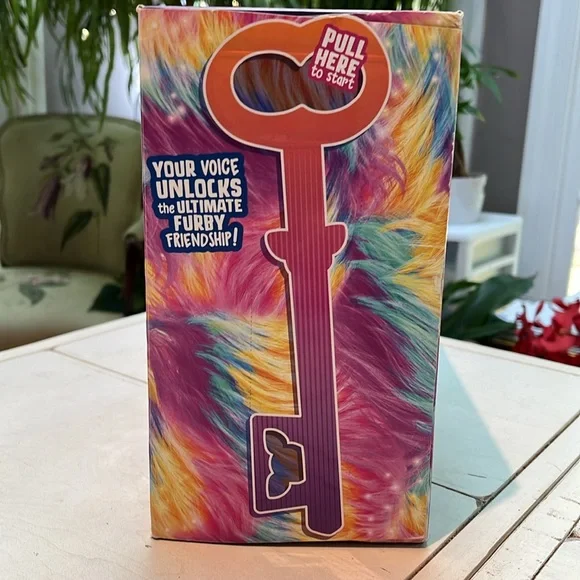 PULL
HERE
to start
YOUR VOICE
UNLOCKS
the ULTIMATE
FURBY
FRIENDSHIP!